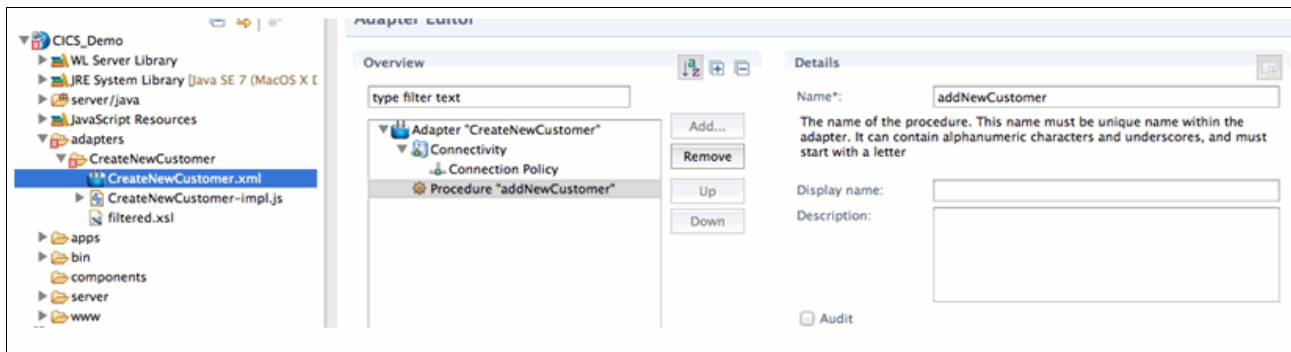 Adapter Editor
CICS_Demo
WL Server Library
JRE System Library [Java SE 7 (MacOS X D
server/java
JavaScript Resources
adapters
CreateNewCustomer
CreateNewCustomer.xml
CreateNewCustomer-impl.js
filtered.xsl
apps
bin
components
server
www
Overview
type filter text
Adapter "CreateNewCustomer"
Connectivity
Connection Policy
Procedure "addNewCustomer"
Add...
Remove
Up
Down
Details
Name*:
addNewCustomer
The name of the procedure. This name must be unique name within the
adapter. It can contain alphanumeric characters and underscores, and must
start with a letter
Display name:
Description:
Audit